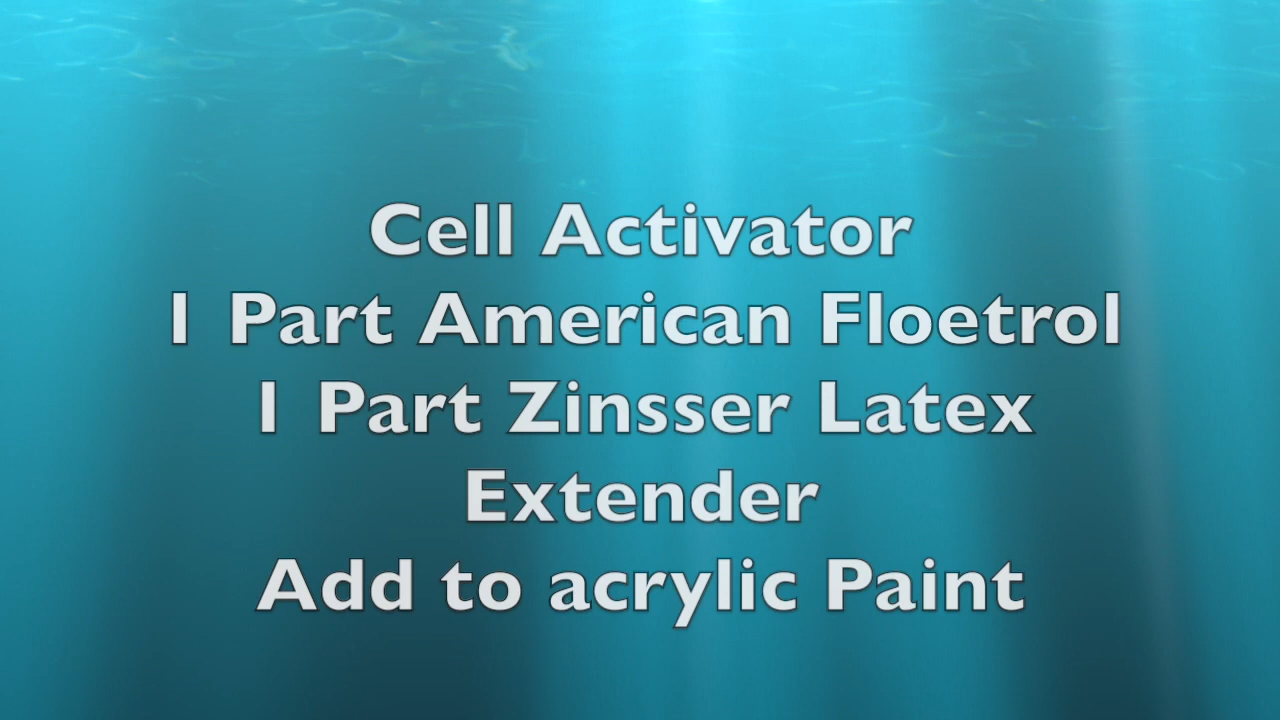 Cell Activator
1 Part American Floetrol
1 Part Zinsser Latex
Extender
Add to acrylic Paint